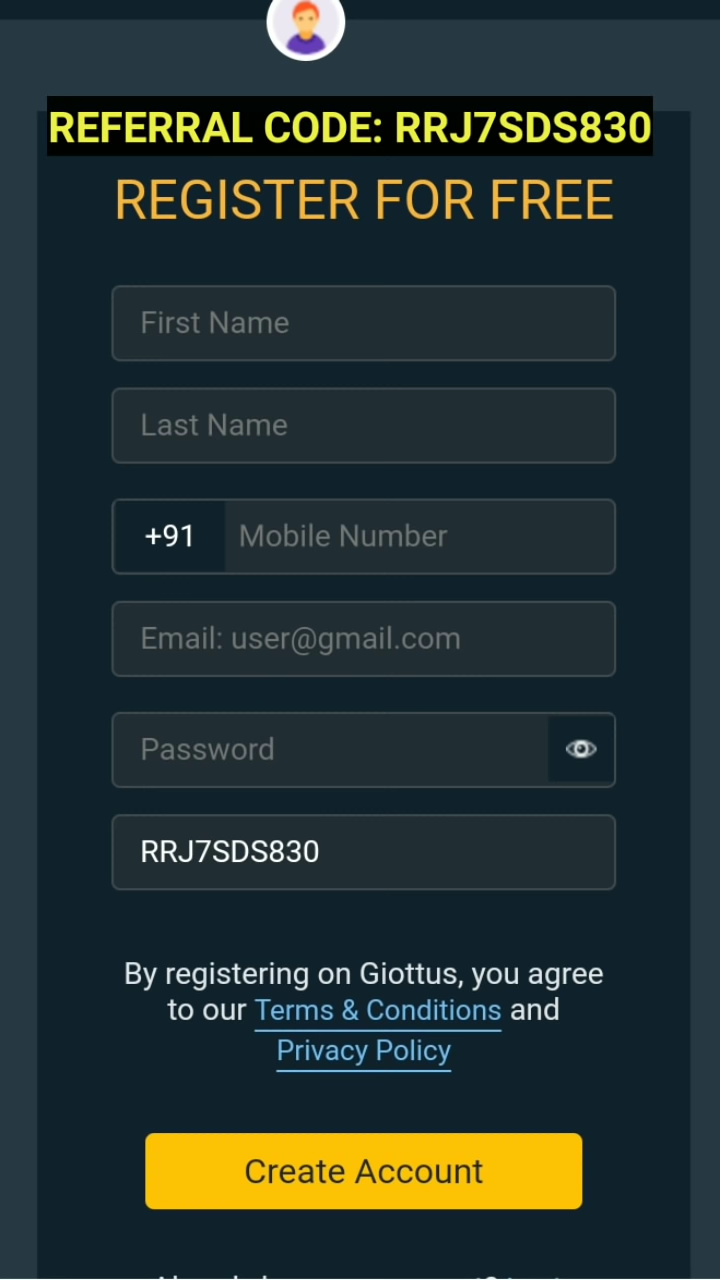 REFERRAL CODE: RRJ7SDS830
REGISTER FOR FREE
First Name
Last Name
+91 Mobile Number
Email: user@gmail.com
Password
RRJ7SDS830
By registering on Giottus, you agree
to our Terms & Conditions and
Privacy Policy
Create Account